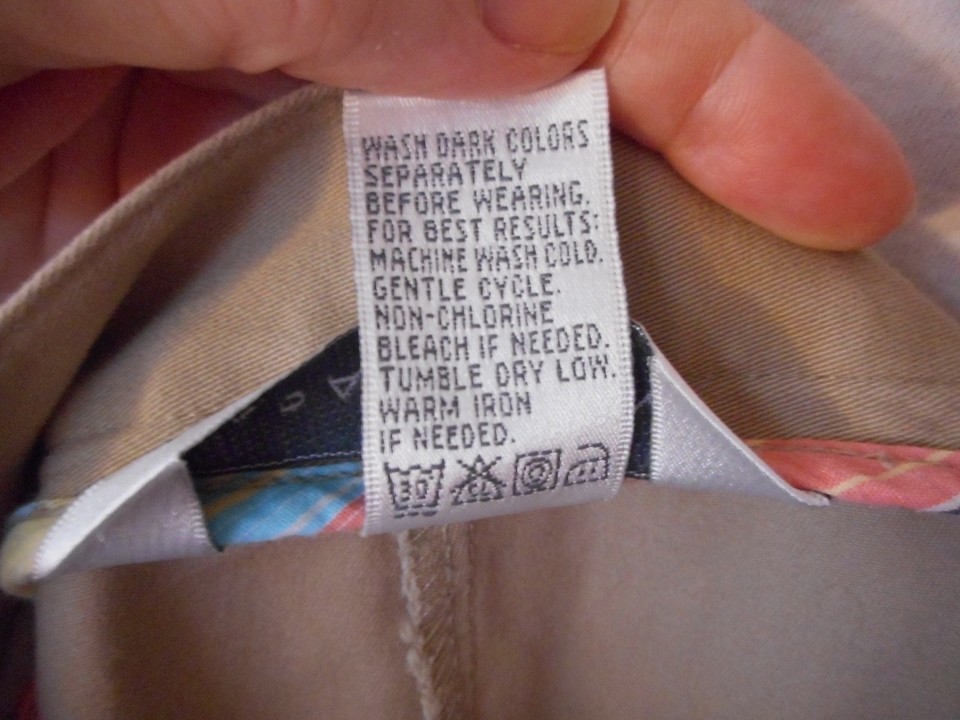 WASH DARK COLORS
SEPARATELY
BEFORE WEARING.
FOR BEST RESULTS:
MACHINE WASH COLD.
GENTLE CYCLE.
NON-CHLORINE
BLEACH IF NEEDED.
TUMBLE DRY LOW.
WARM IRON
IF NEEDED.
30 CL